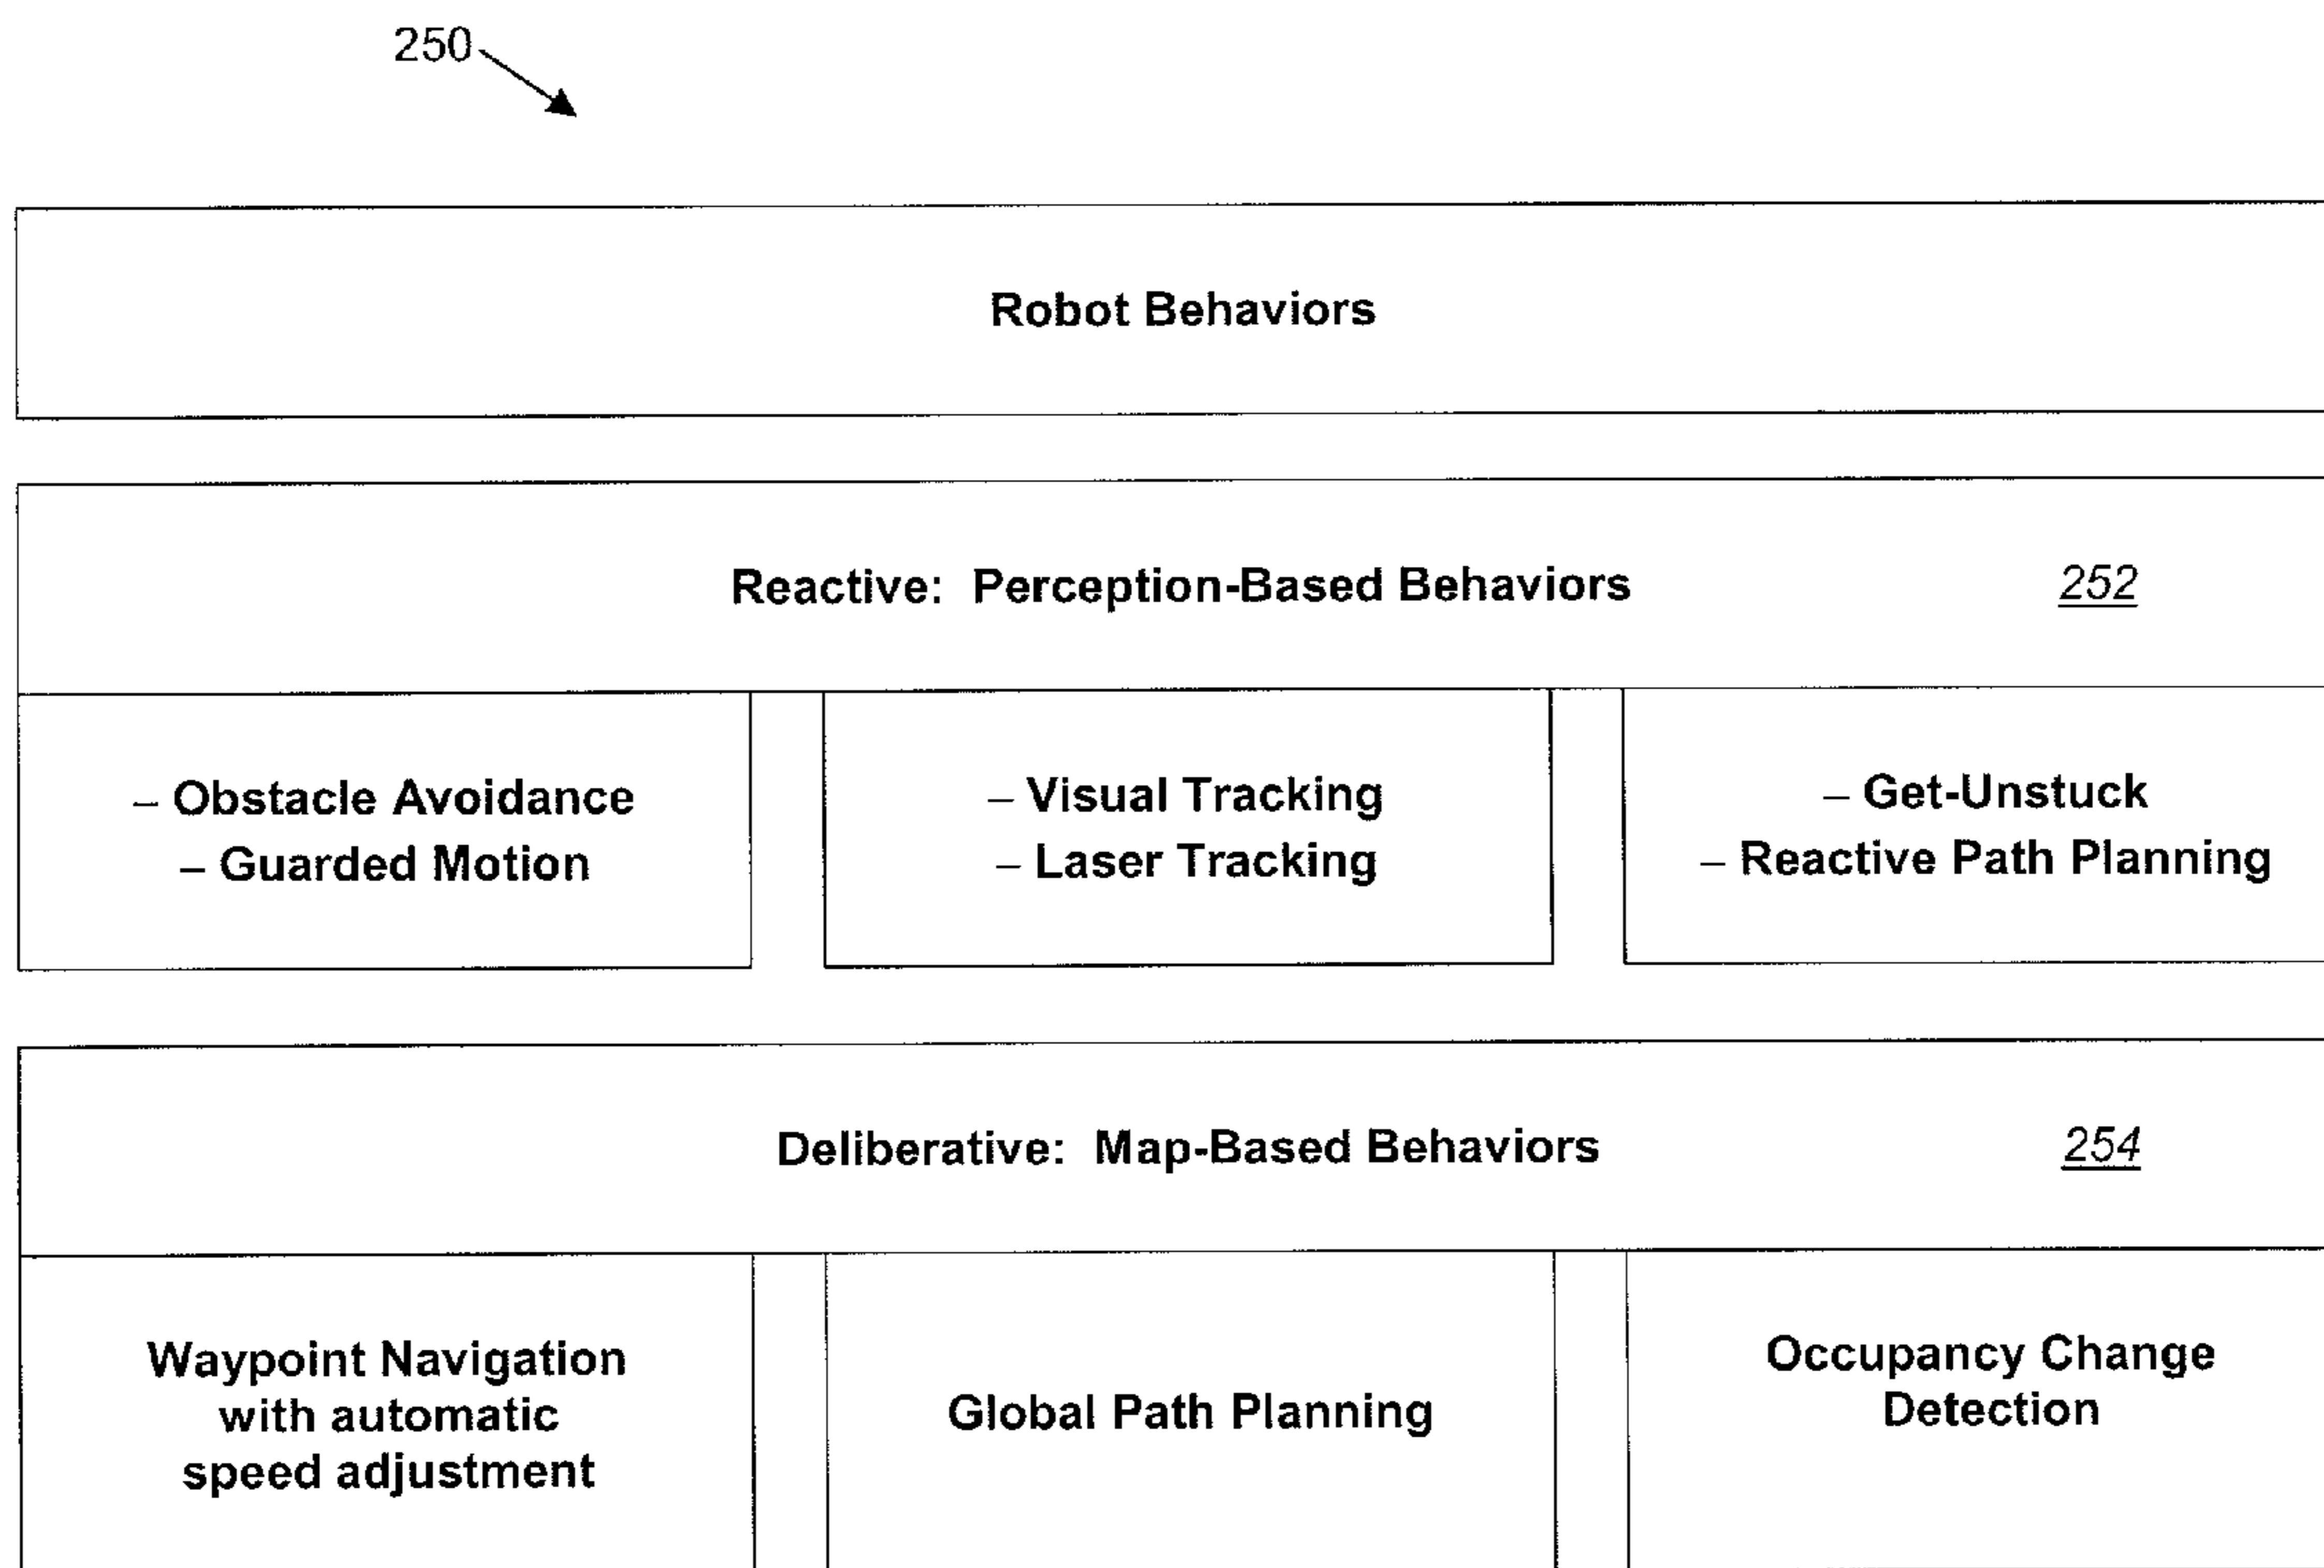 250
Robot Behaviors
Reactive: Perception-Based Behaviors 252
– Obstacle Avoidance
– Guarded Motion
– Visual Tracking
– Laser Tracking
– Get-Unstuck
– Reactive Path Planning
Deliberative: Map-Based Behaviors 254
Waypoint Navigation
with automatic
speed adjustment
Global Path Planning
Occupancy Change
Detection